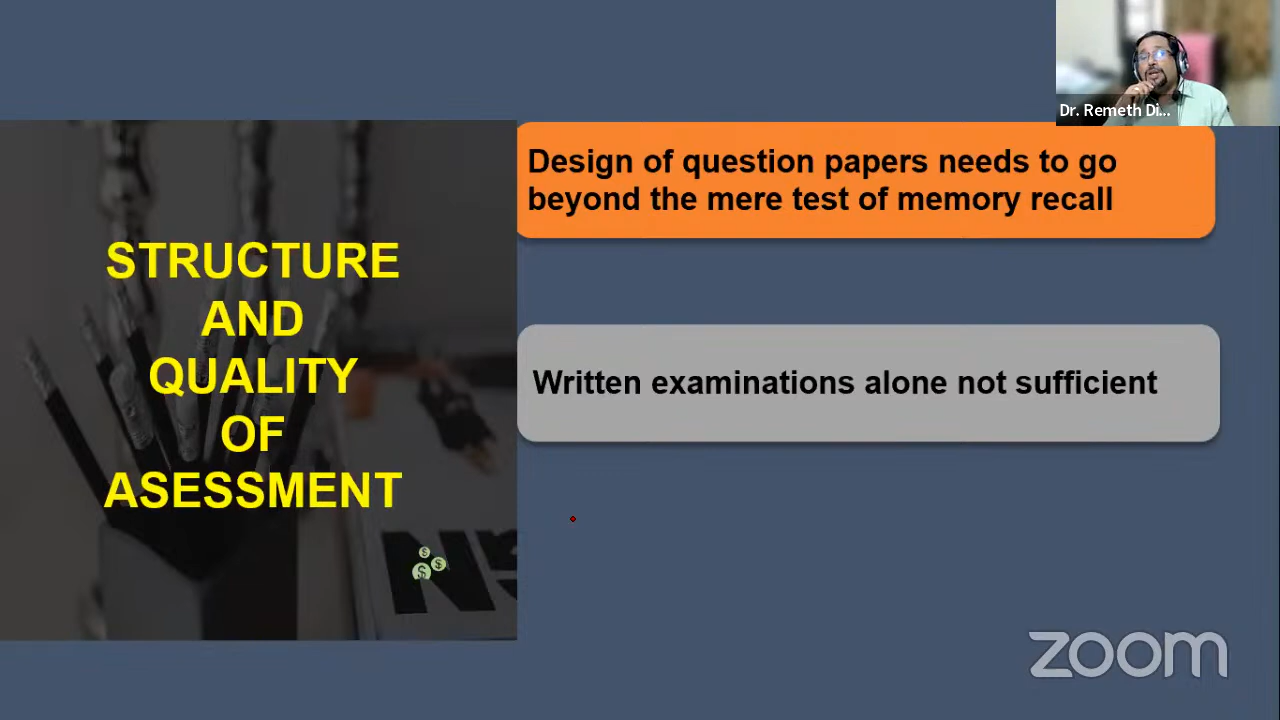 Dr. Remeth Di...
Design of question papers needs to go
beyond the mere test of memory recall
STRUCTURE
AND
QUALITY
OF
ASESSMENT
Written examinations alone not sufficient
zoom